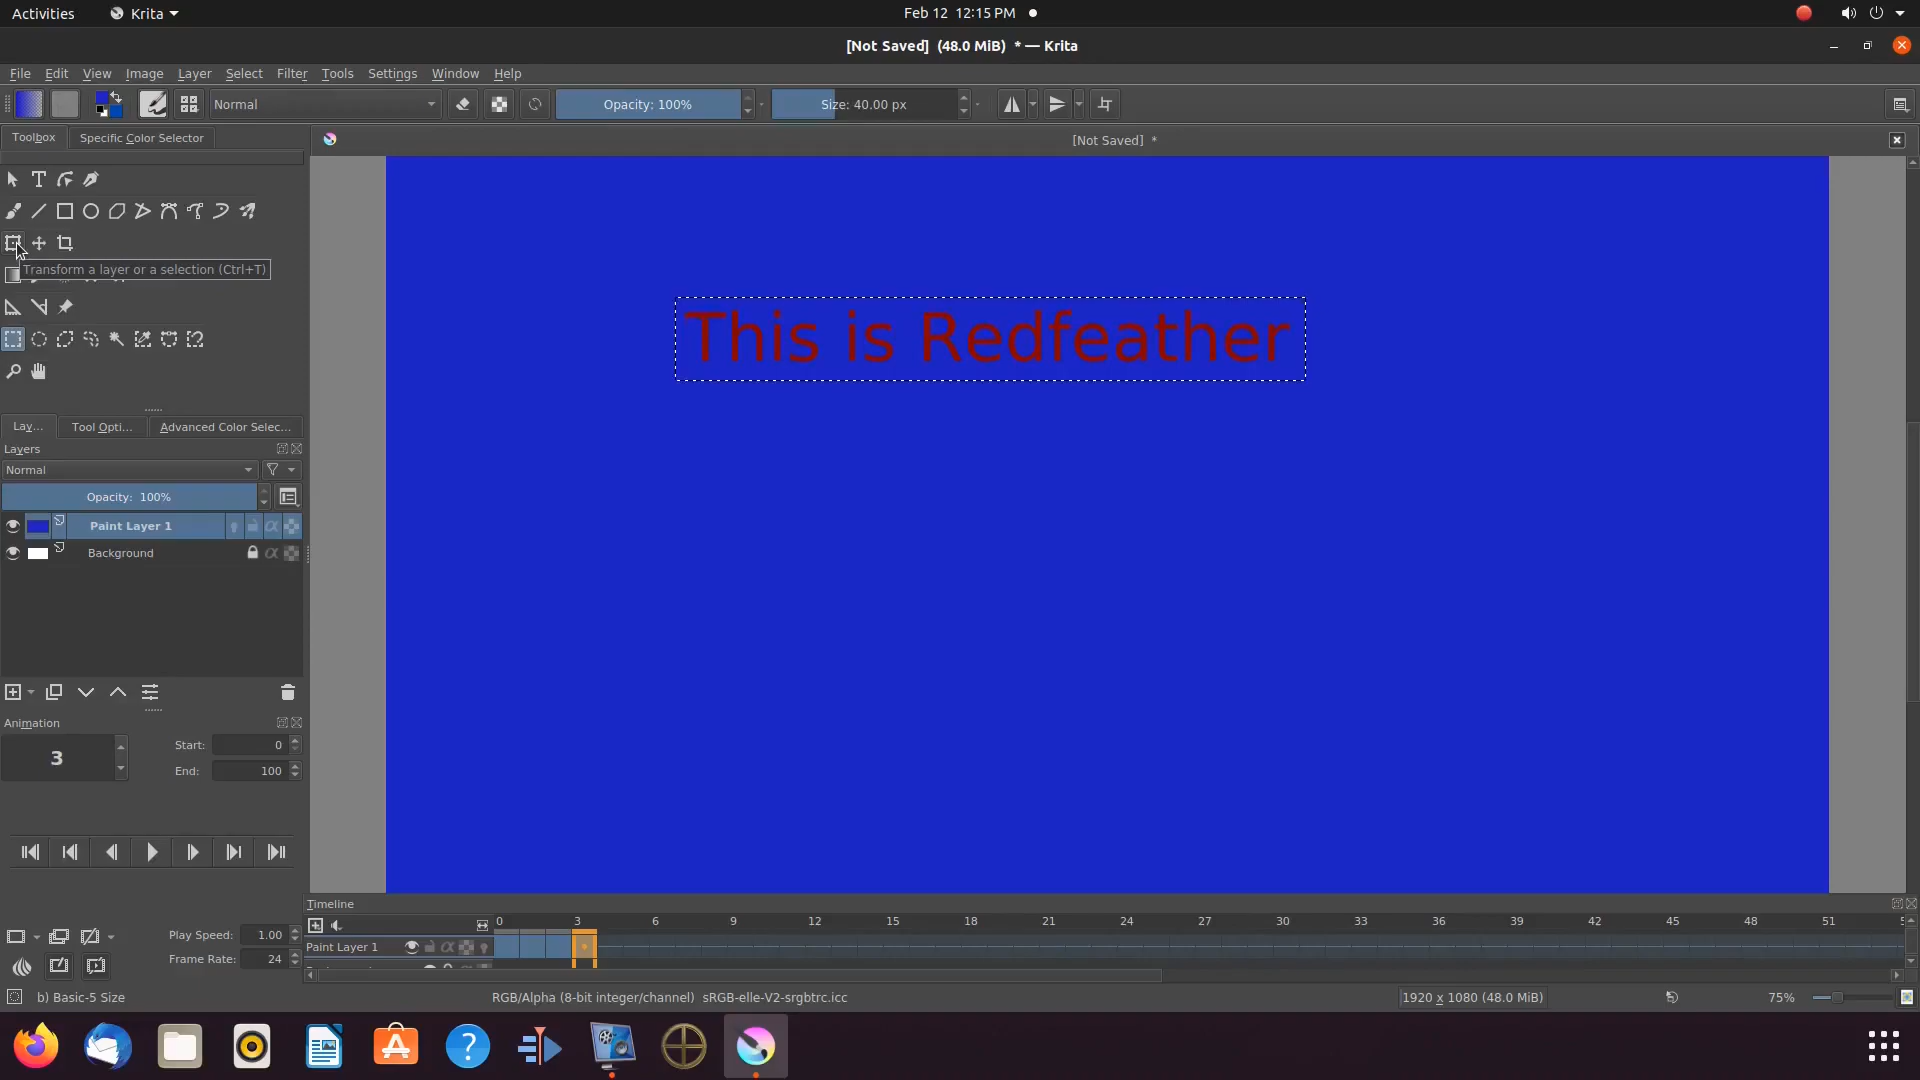 Activities Krita Feb 12 12:15 PM
[Not Saved] (48.0 MiB) * — Krita
File Edit View Image Layer Select Filter Tools Settings Window Help
Normal Opacity: 100% Size: 40.00 px
Toolbox Specific Color Selector [Not Saved] *
Transform a layer or a selection (Ctrl+T)
This is Redfeather
Lay... Tool Opti... Advanced Color Selec...
Layers
Normal
Opacity: 100%
Paint Layer 1
Background
Animation
3 Start: 0
End: 100
Timeline
0 3 6 9 12 15 18 21 24 27 30 33 36 39 42 45 48 51
Play Speed: 1.00
Paint Layer 1
Frame Rate: 24
b) Basic-5 Size RGB/Alpha (8-bit integer/channel) sRGB-elle-V2-srgbtrc.icc 1920 x 1080 (48.0 MiB) 75%